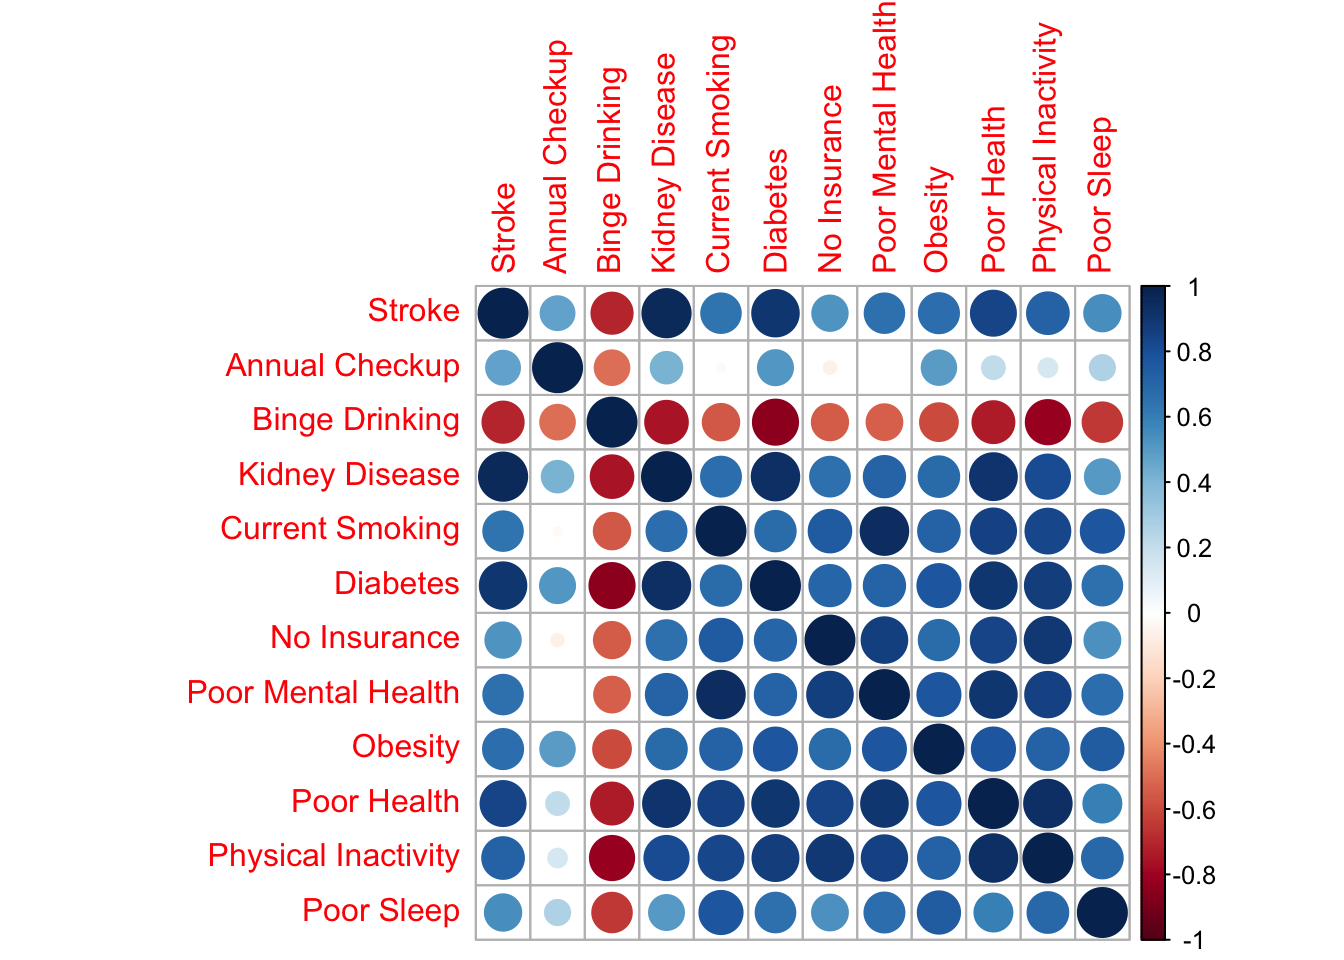 Stroke
Annual Checkup
Binge Drinking
Kidney Disease
Current Smoking
Diabetes
No Insurance
Poor Mental Health
Obesity
Poor Health
Physical Inactivity
Poor Sleep
Stroke
Annual Checkup
Binge Drinking
Kidney Disease
Current Smoking
Diabetes
No Insurance
Poor Mental Health
Obesity
Poor Health
Physical Inactivity
Poor Sleep
1
0.8
0.6
0.4
0.2
0
-0.2
-0.4
-0.6
-0.8
-1